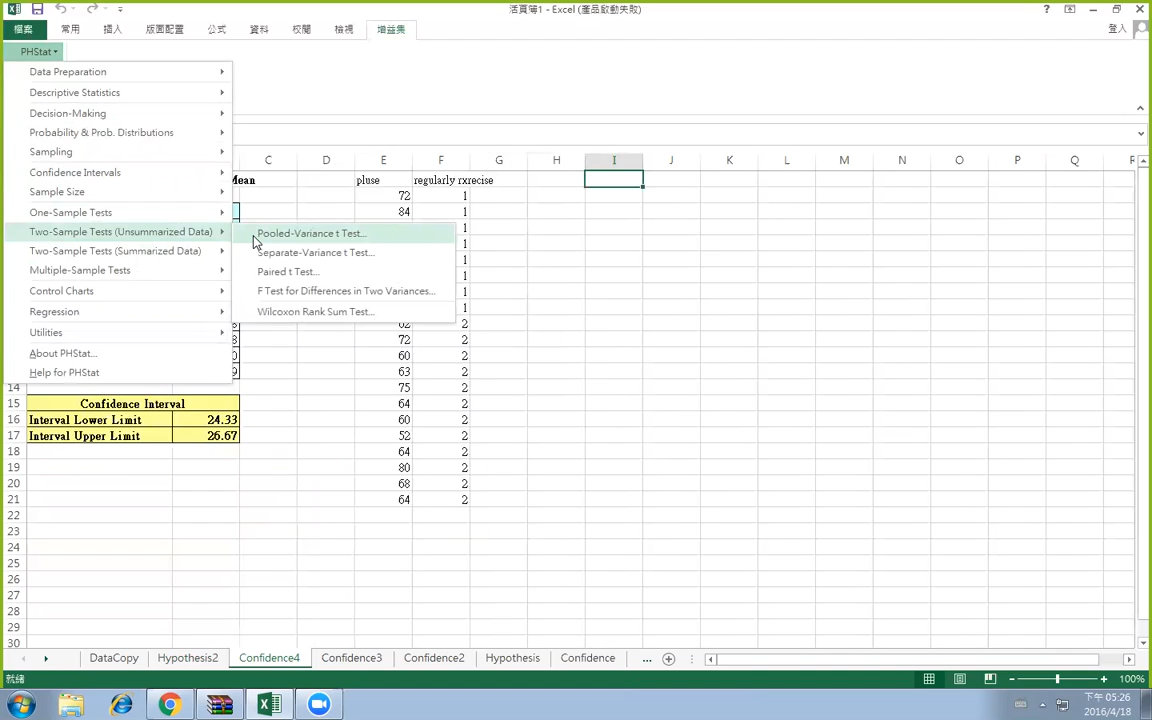 活頁簿1 - Excel (產品啟動失敗)
檔案 常用 插入 版面配置 公式 資料 校閱 檢視 增益集 登入
PHStat
Data Preparation
Descriptive Statistics
Decision-Making
Probability & Prob. Distributions
Sampling
Confidence Intervals
Sample Size
One-Sample Tests
Two-Sample Tests (Unsummarized Data)
Two-Sample Tests (Summarized Data)
Multiple-Sample Tests
Control Charts
Regression
Utilities
About PHStat...
Help for PHStat
Pooled-Variance t Test...
Separate-Variance t Test...
Paired t Test...
F Test for Differences in Two Variances...
Wilcoxon Rank Sum Test...
C D E F G H I J K L M N O P Q R
Mean pluse regularly rxrecise
72 1
84 1
1
1
1
1
1
2
8 72 2
0 60 2
9 63 2
14 75 2
15 Confidence Interval 64 2
16 Interval Lower Limit 24.33 60 2
17 Interval Upper Limit 26.67 52 2
18 64 2
19 80 2
20 68 2
21 64 2
22
23
24
25
26
27
28
29
30
DataCopy Hypothesis2 Confidence4 Confidence3 Confidence2 Hypothesis Confidence ...
就緒 100%
下午 05:26
2016/4/18